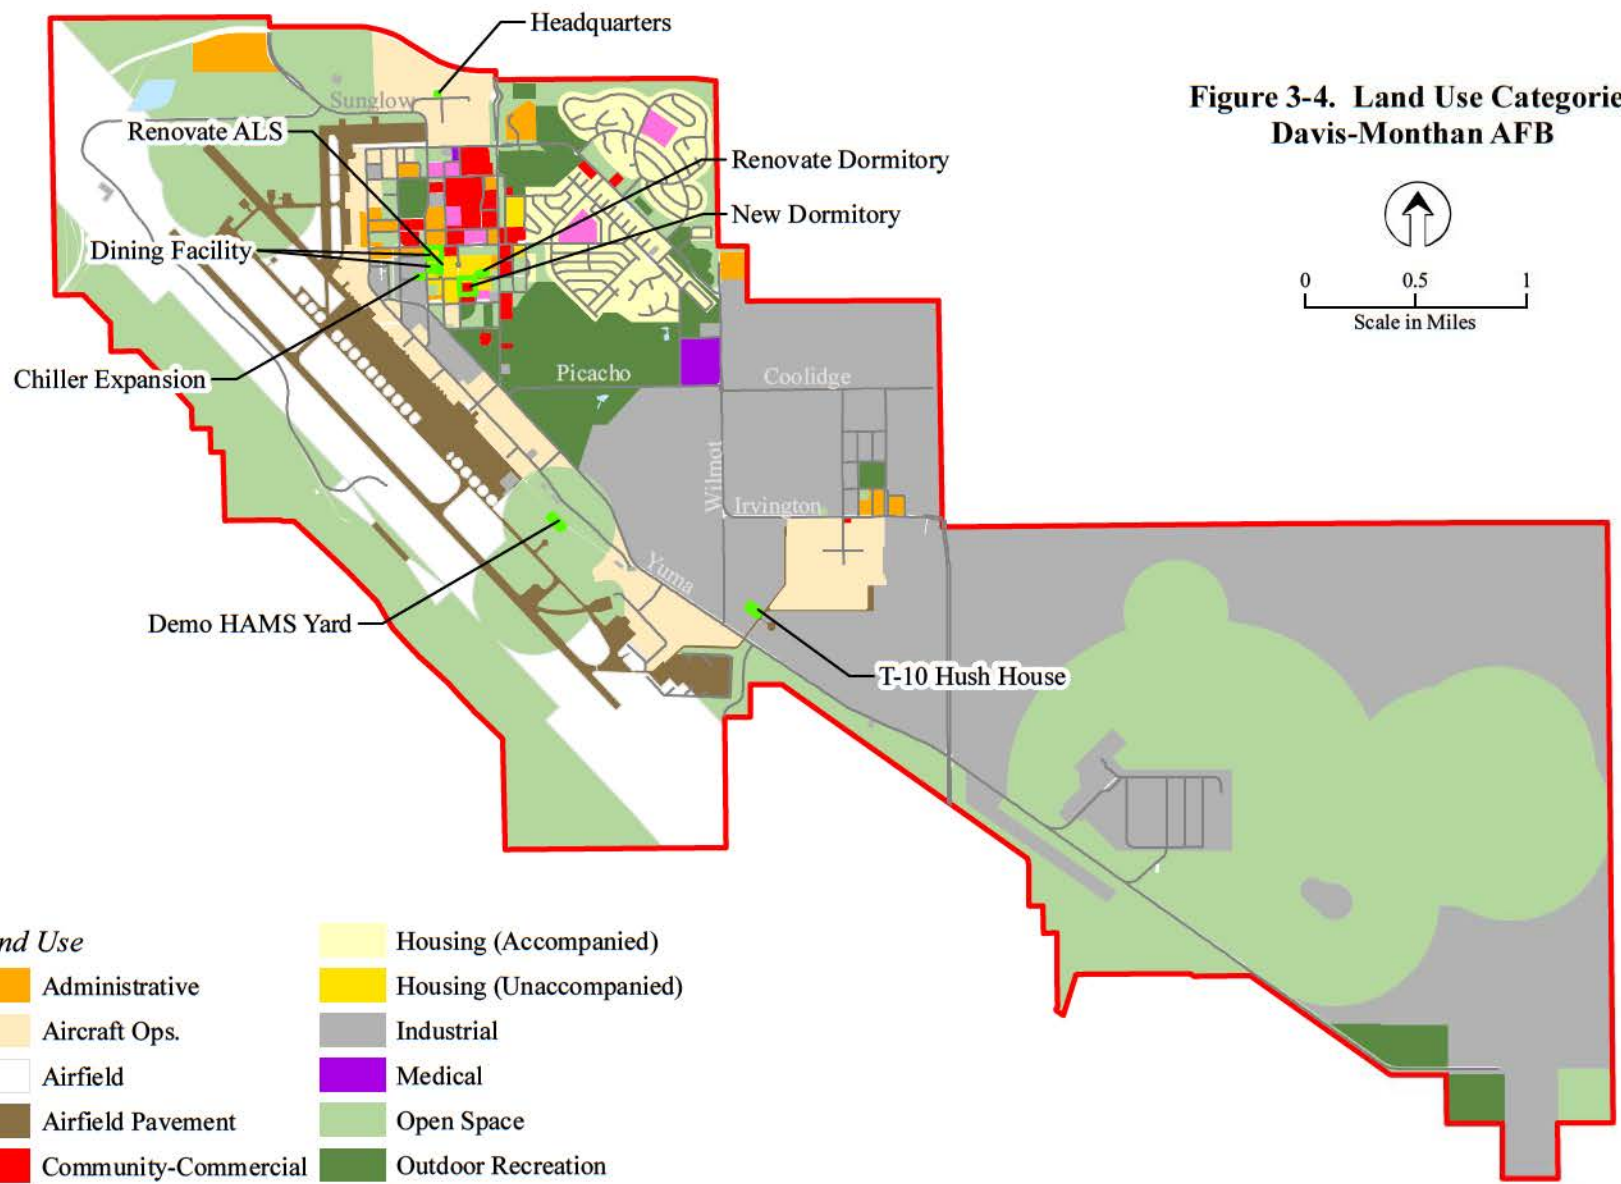 Headquarters
Figure 3-4.  Land Use Categorie
Davis-Monthan AFB
Sunglow
Renovate ALS
Renovate Dormitory
New Dormitory
Dining Facility
0 0.5 1
Scale in Miles
Chiller Expansion
Picacho
Coolidge
Wilmot
Irvington
Yuma
Demo HAMS Yard
T-10 Hush House
nd Use
Administrative
Aircraft Ops.
Airfield
Airfield Pavement
Community-Commercial
Housing (Accompanied)
Housing (Unaccompanied)
Industrial
Medical
Open Space
Outdoor Recreation